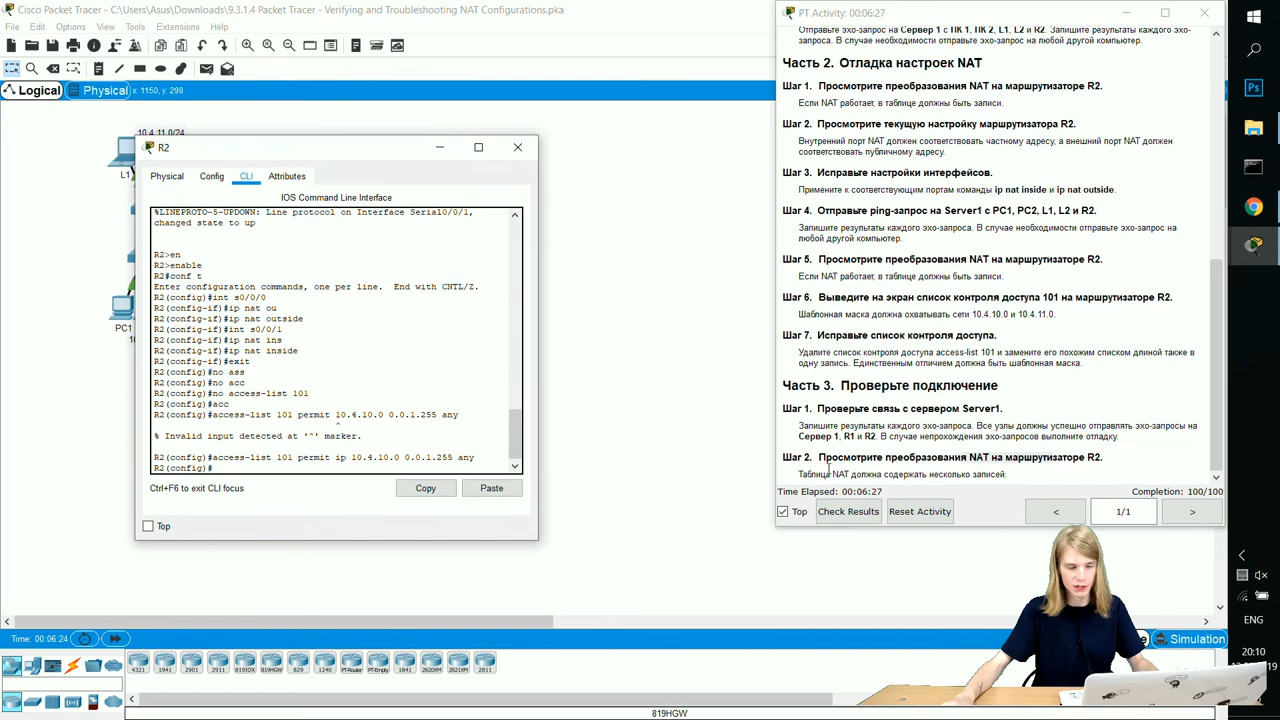 Cisco Packet Tracer - C:\Users\Asus\Downloads\9.3.1.4 Packet Tracer - Verifying and Troubleshooting NAT Configurations.pka
File Edit Options View Tools Extensions Help
Logical Physical x: 1150, y: 298
10.4.11.0/24
L1
PC1
R2
Physical Config CLI Attributes
IOS Command Line Interface
%LINEPROTO-5-UPDOWN: Line protocol on Interface Serial0/0/1,
changed state to up
R2>en
R2>enable
R2#conf t
Enter configuration commands, one per line. End with CNTL/Z.
R2(config)#int s0/0/0
R2(config-if)#ip nat ou
R2(config-if)#ip nat outside
R2(config-if)#int s0/0/1
R2(config-if)#ip nat ins
R2(config-if)#ip nat inside
R2(config-if)#exit
R2(config)#no ass
R2(config)#no acc
R2(config)#no access-list 101
R2(config)#acc
R2(config)#access-list 101 permit 10.4.10.0 0.0.1.255 any
^
% Invalid input detected at '^' marker.
R2(config)#access-list 101 permit ip 10.4.10.0 0.0.1.255 any
R2(config)#
Ctrl+F6 to exit CLI focus
Copy Paste
Top
PT Activity: 00:06:27
Отправьте эхо-запрос на Сервер 1 с ПК 1, ПК 2, L1, L2 и R2. Запишите результаты каждого эхо-
запроса. В случае необходимости отправьте эхо-запрос на любой другой компьютер.
Часть 2. Отладка настроек NAT
Шаг 1. Просмотрите преобразования NAT на маршрутизаторе R2.
Если NAT работает, в таблице должны быть записи.
Шаг 2. Просмотрите текущую настройку маршрутизатора R2.
Внутренний порт NAT должен соответствовать частному адресу, а внешний порт NAT должен
соответствовать публичному адресу.
Шаг 3. Исправьте настройки интерфейсов.
Примените к соответствующим портам команды ip nat inside и ip nat outside.
Шаг 4. Отправьте ping-запрос на Server1 с PC1, PC2, L1, L2 и R2.
Запишите результаты каждого эхо-запроса. В случае необходимости отправьте эхо-запрос на
любой другой компьютер.
Шаг 5. Просмотрите преобразования NAT на маршрутизаторе R2.
Если NAT работает, в таблице должны быть записи.
Шаг 6. Выведите на экран список контроля доступа 101 на маршрутизаторе R2.
Шаблонная маска должна охватывать сети 10.4.10.0 и 10.4.11.0.
Шаг 7. Исправьте список контроля доступа.
Удалите список контроля доступа access-list 101 и замените его похожим списком длиной также в
одну запись. Единственным отличием должна быть шаблонная маска.
Часть 3. Проверьте подключение
Шаг 1. Проверьте связь с сервером Server1.
Запишите результаты каждого эхо-запроса. Все узлы должны успешно отправлять эхо-запросы на
Сервер 1, R1 и R2. В случае непрохождения эхо-запросов выполните отладку.
Шаг 2. Просмотрите преобразования NAT на маршрутизаторе R2.
Таблица NAT должна содержать несколько записей.
Time Elapsed: 00:06:27 Completion: 100/100
Top Check Results Reset Activity < 1/1 >
Time: 00:06:24
Simulation
4321 1941 2901 2911 819IOX 819HGW 829 1240 PT-Router PT-Empty 1841 2620XM 2621XM 2811
819HGW
ENG
20:10